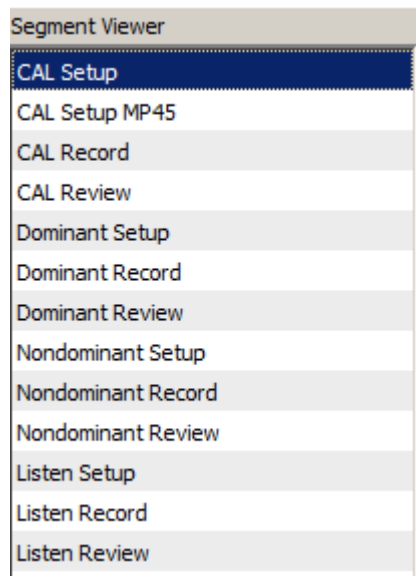 Segment Viewer
CAL Setup
CAL Setup MP45
CAL Record
CAL Review
Dominant Setup
Dominant Record
Dominant Review
Nondominant Setup
Nondominant Record
Nondominant Review
Listen Setup
Listen Record
Listen Review